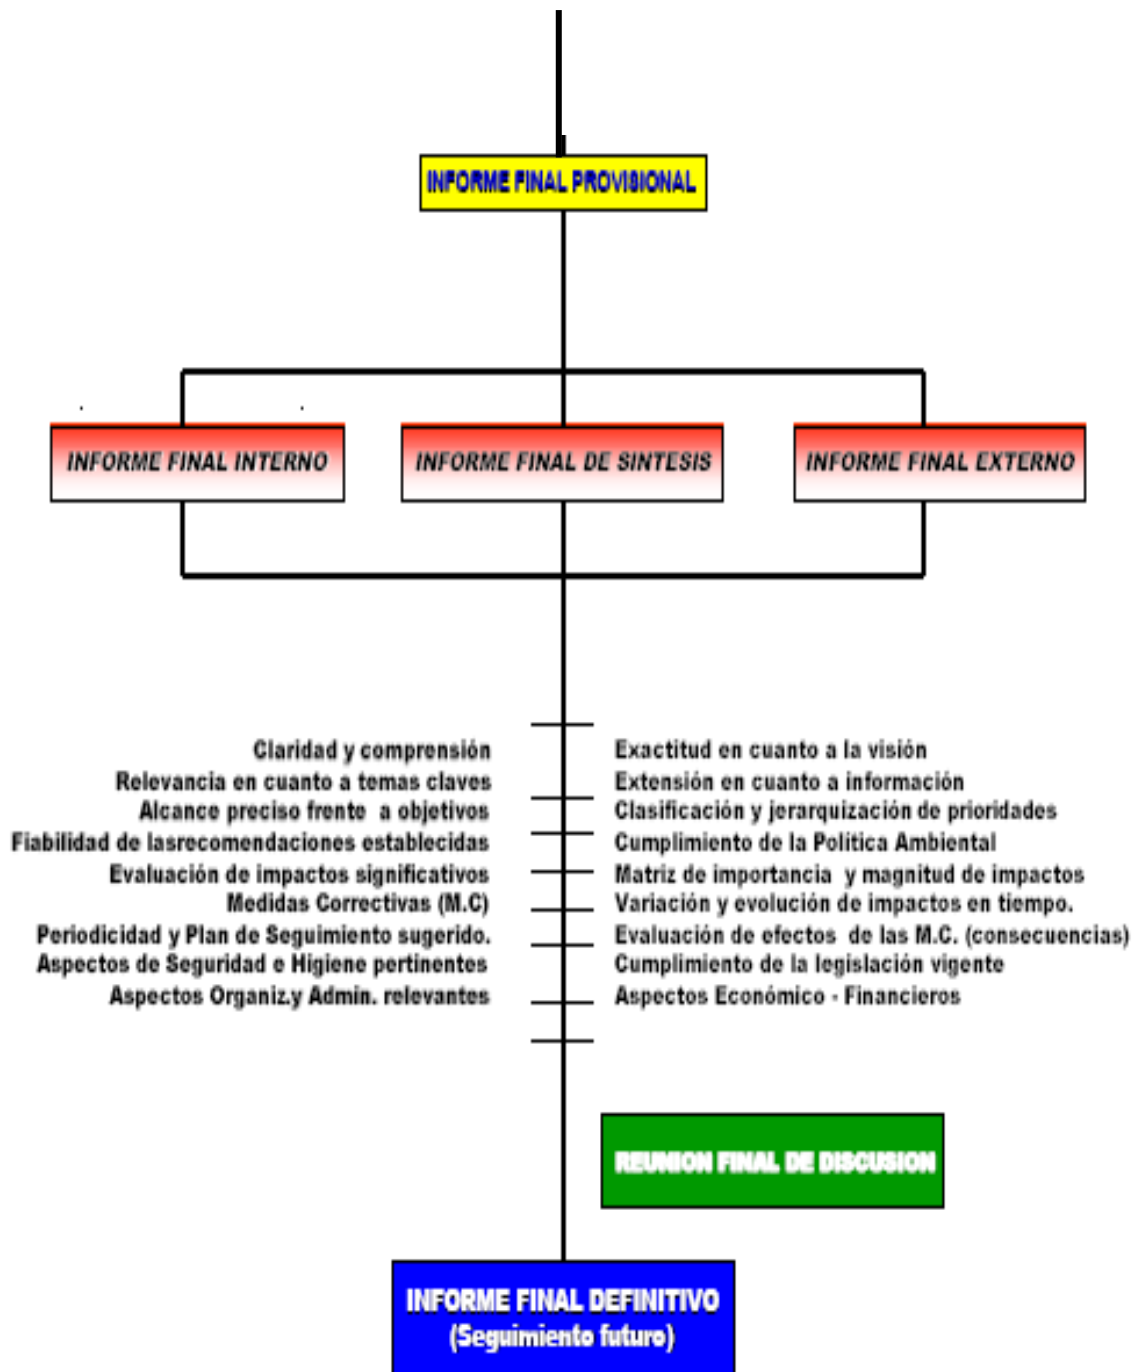 INFORME FINAL PROVISIONAL
INFORME FINAL INTERNO
INFORME FINAL DE SINTESIS
INFORME FINAL EXTERNO
Claridad y comprensión
Exactitud en cuanto a la visión
Relevancia en cuanto a temas claves
Extensión en cuanto a información
Alcance preciso frente a objetivos
Clasificación y jerarquización de prioridades
Fiabilidad de lasrecomendaciones establecidas
Cumplimiento de la Política Ambiental
Evaluación de impactos significativos
Matriz de importancia y magnitud de impactos
Medidas Correctivas (M.C)
Variación y evolución de impactos en tiempo.
Periodicidad y Plan de Seguimiento sugerido.
Evaluación de efectos de las M.C. (consecuencias)
Aspectos de Seguridad e Higiene pertinentes
Cumplimiento de la legislación vigente
Aspectos Organiz.y Admin. relevantes
Aspectos Económico - Financieros
REUNION FINAL DE DISCUSION
INFORME FINAL DEFINITIVO
(Seguimiento futuro)